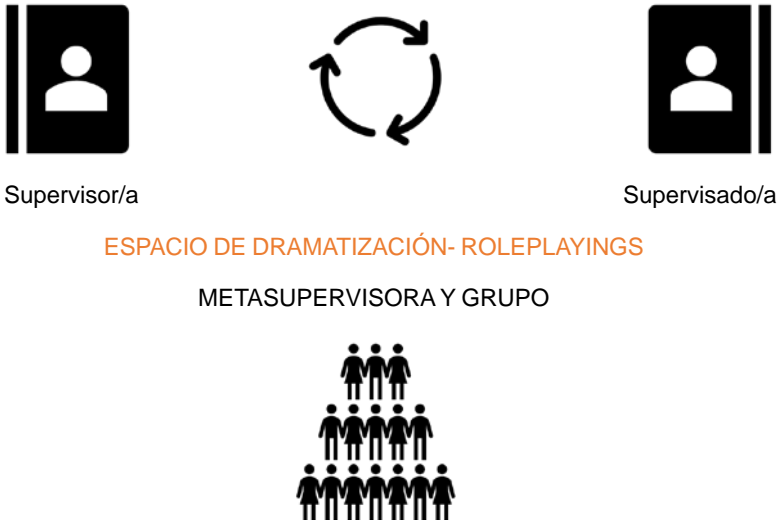 Supervisor/a
Supervisado/a
ESPACIO DE DRAMATIZACIÓN- ROLEPLAYINGS
METASUPERVISORA Y GRUPO